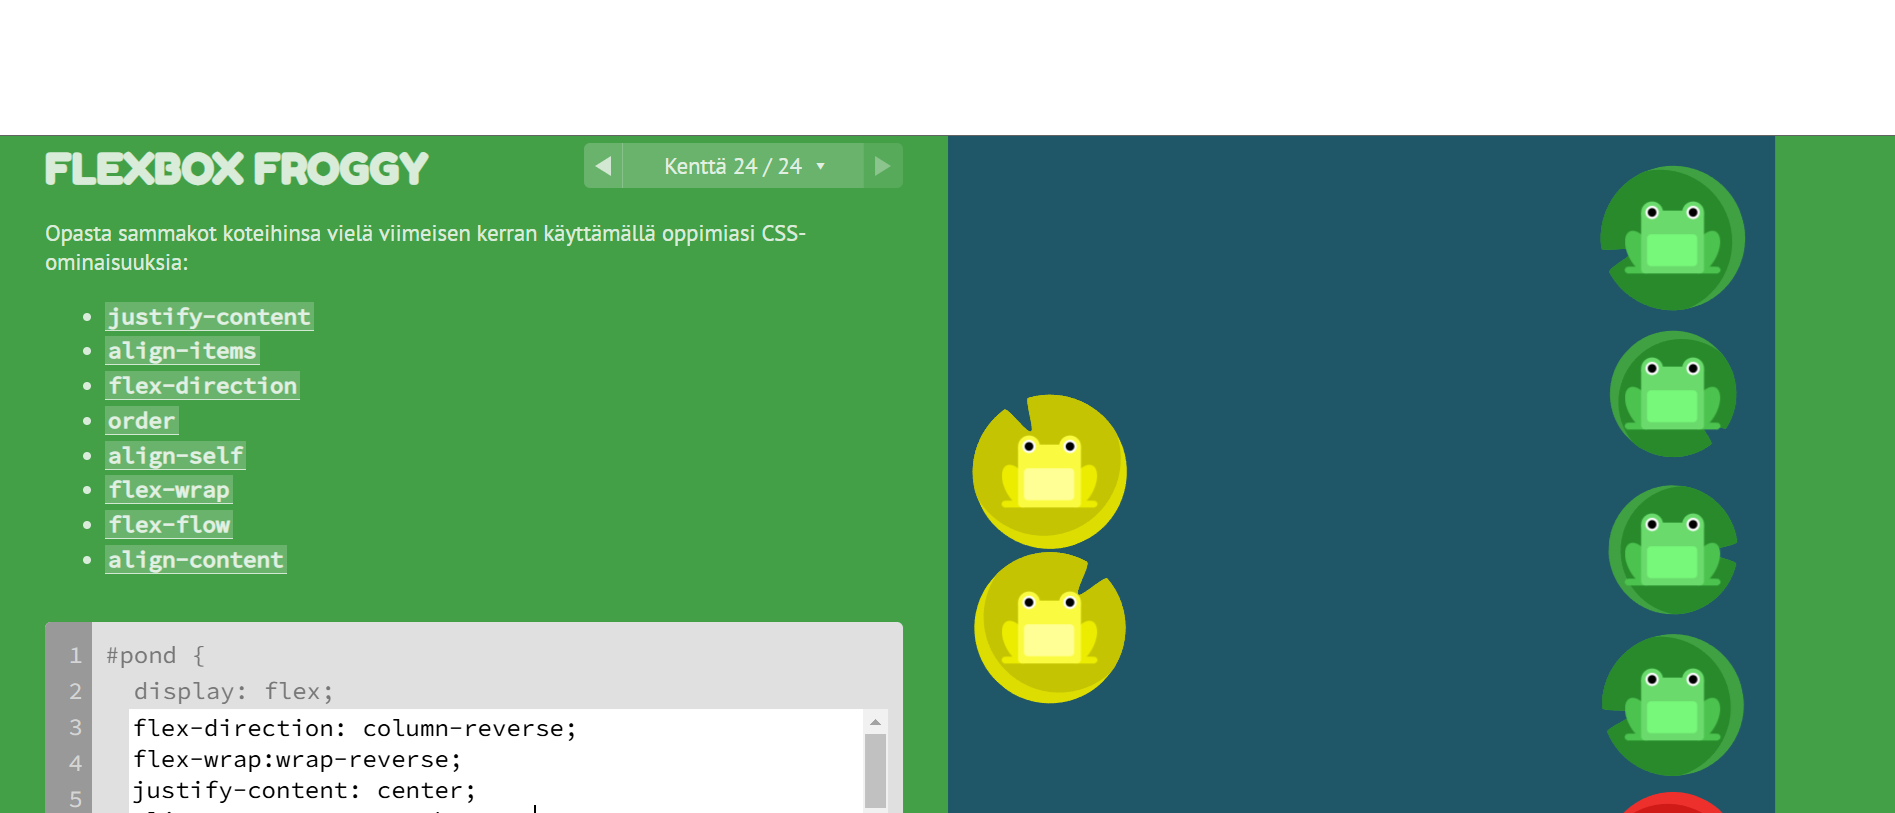 FLEXBOX FROGGY
Kenttä 24 / 24
Opasta sammakot koteihinsa vielä viimeisen kerran käyttämällä oppimiasi CSS-
ominaisuuksia:
justify-content
align-items
flex-direction
order
align-self
flex-wrap
flex-flow
align-content
1 #pond {
2 display: flex;
3 flex-direction: column-reverse;
4 flex-wrap:wrap-reverse;
5 justify-content: center;